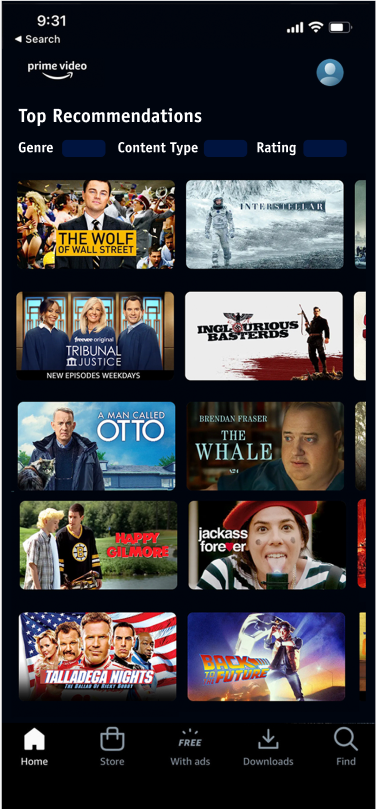 9:31
◀ Search
prime video
Top Recommendations
Genre Content Type Rating
THE WOLF
OF WALL STREET
INTERSTELLAR
freevee original
TRIBUNAL
JUSTICE
NEW EPISODES WEEKDAYS
INGLOURIOUS
BASTERDS
A MAN CALLED
OTTO
BRENDAN FRASER
THE
WHALE
A24
HAPPY
GILMORE
jackass
forever
TALLADEGA NIGHTS
THE BALLAD OF RICKY BOBBY
BACK
TO THE
FUTURE
FREE
Home Store With ads Downloads Find